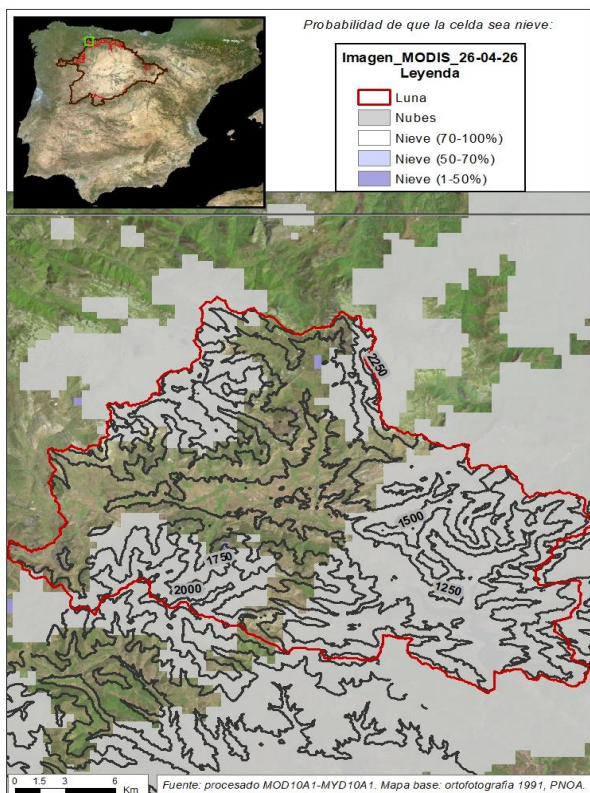 Probabilidad de que la celda sea nieve:
Imagen_MODIS_26-04-26
Leyenda
Luna
Nubes
Nieve (70-100%)
Nieve (50-70%)
Nieve (1-50%)
2250
1500
1750
2000
1250
0 1.5 3 6
Km
Fuente: procesado MOD10A1-MYD10A1. Mapa base: ortofotografia 1991, PNOA.